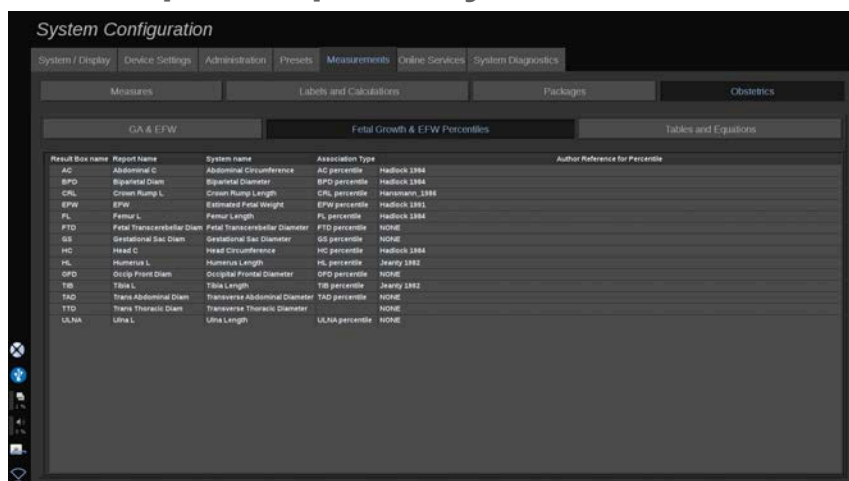 System Configuration
System / Display Device Settings Administration Presets Measurements Online Services System Diagnostics
Measures Labels and Calculations Packages Obstetrics
GA & EFW Fetal Growth & EFW Percentiles Tables and Equations
Result Box name Report Name System name Association Type Author Reference for Percentile
AC Abdominal C Abdominal Circumference AC percentile Hadlock 1984
BPD Biparietal Diam Biparietal Diameter BPD percentile Hadlock 1984
CRL Crown Rump L Crown Rump Length CRL percentile Hansmann_1986
EFW EFW Estimated Fetal Weight EFW percentile Hadlock 1991
FL Femur L Femur Length FL percentile Hadlock 1984
FTD Fetal Transcerebellar Diam Fetal Transcerebellar Diameter FTD percentile NONE
GS Gestational Sac Diam Gestational Sac Diameter GS percentile NONE
HC Head C Head Circumference HC percentile Hadlock 1984
HL Humerus L Humerus Length HL percentile Jeanty 1982
OFD Occip Front Diam Occipital Frontal Diameter OFD percentile NONE
TIB Tibia L Tibia Length TIB percentile Jeanty 1982
TAD Trans Abdominal Diam Transverse Abdominal Diameter TAD percentile NONE
TTD Trans Thoracic Diam Transverse Thoracic Diameter NONE
ULNA Ulna L Ulna Length ULNA percentile NONE